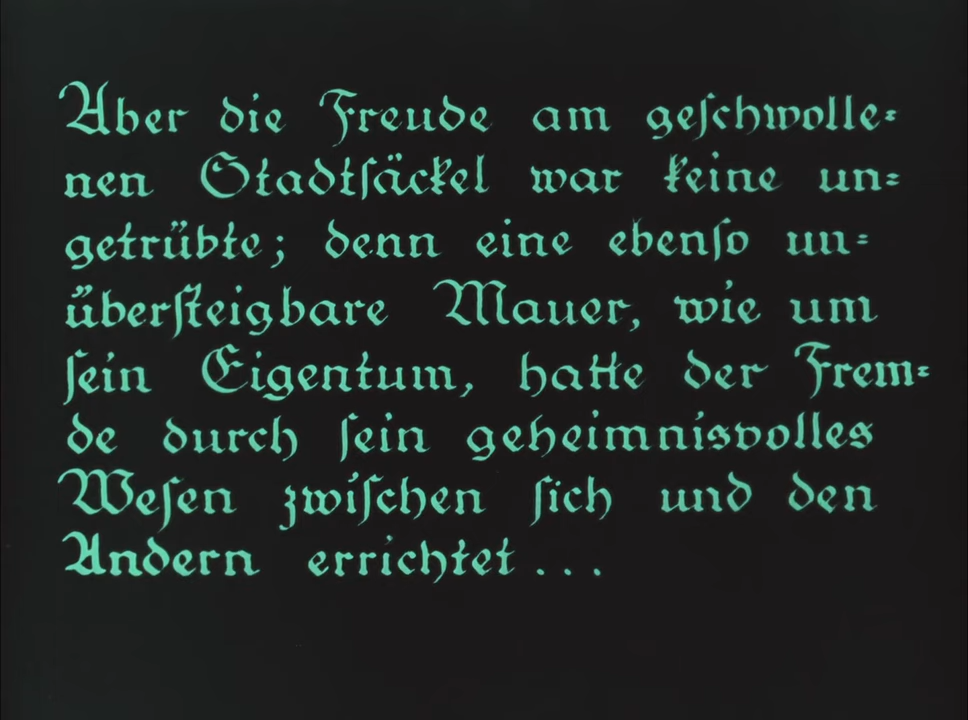 Aber die Freude am geſchwolle⸗
nen Stadtſäckel war keine un⸗
getrübte; denn eine ebenſo un⸗
überſteigbare Mauer, wie um
ſein Eigentum, hatte der Frem⸗
de durch ſein geheimnisvolles
Weſen zwiſchen ſich und den
Andern errichtet...